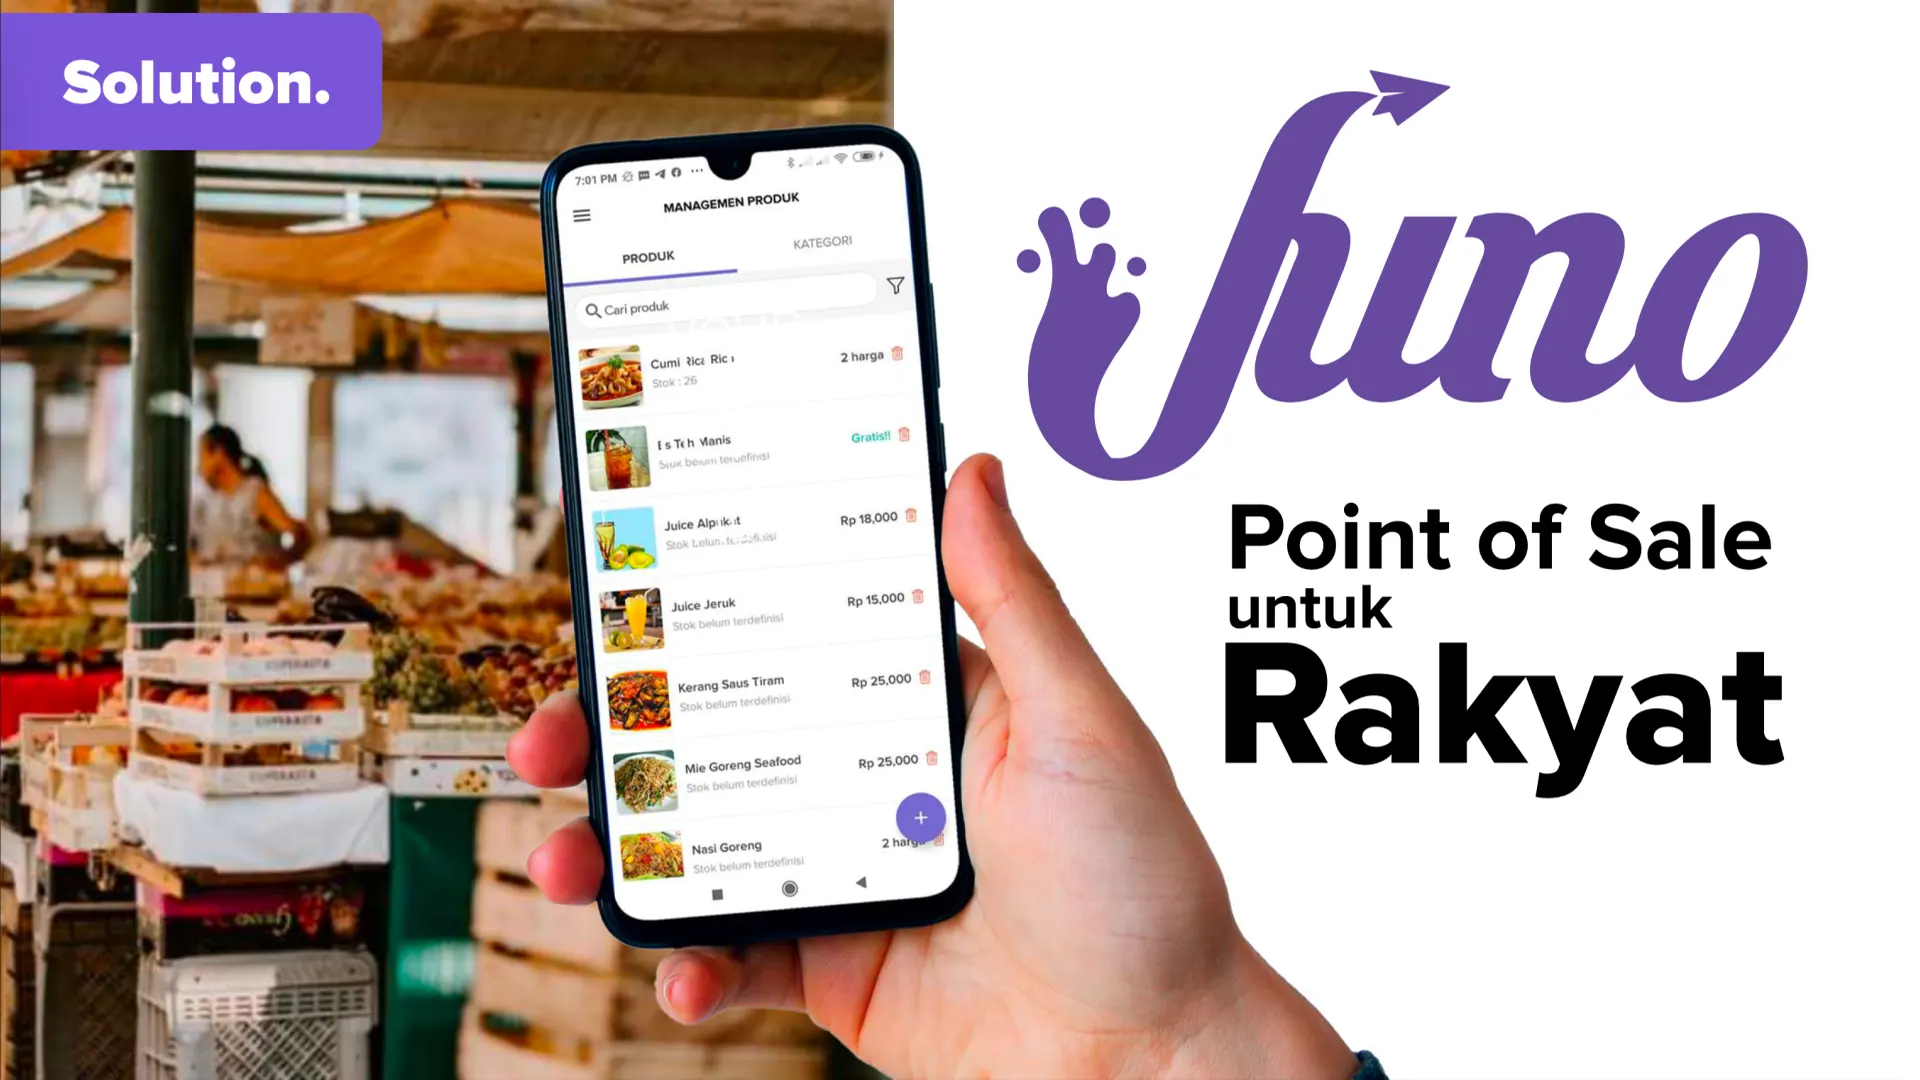 Solution.
7:01 PM
MANAGEMEN PRODUK
PRODUK
KATEGORI
Cari produk
Cumi Rica Rica
2 harga
Stok : 26
Es Teh Manis
Gratis!!
Stok belum terdefinisi
Juice Alpukat
Rp 18,000
Stok belum terdefinisi
Juice Jeruk
Rp 15,000
Stok belum terdefinisi
Kerang Saus Tiram
Rp 25,000
Stok belum terdefinisi
Mie Goreng Seafood
Rp 25,000
Stok belum terdefinisi
Nasi Goreng
2 harga
Stok belum terdefinisi
Juno
Point of Sale
untuk
Rakyat